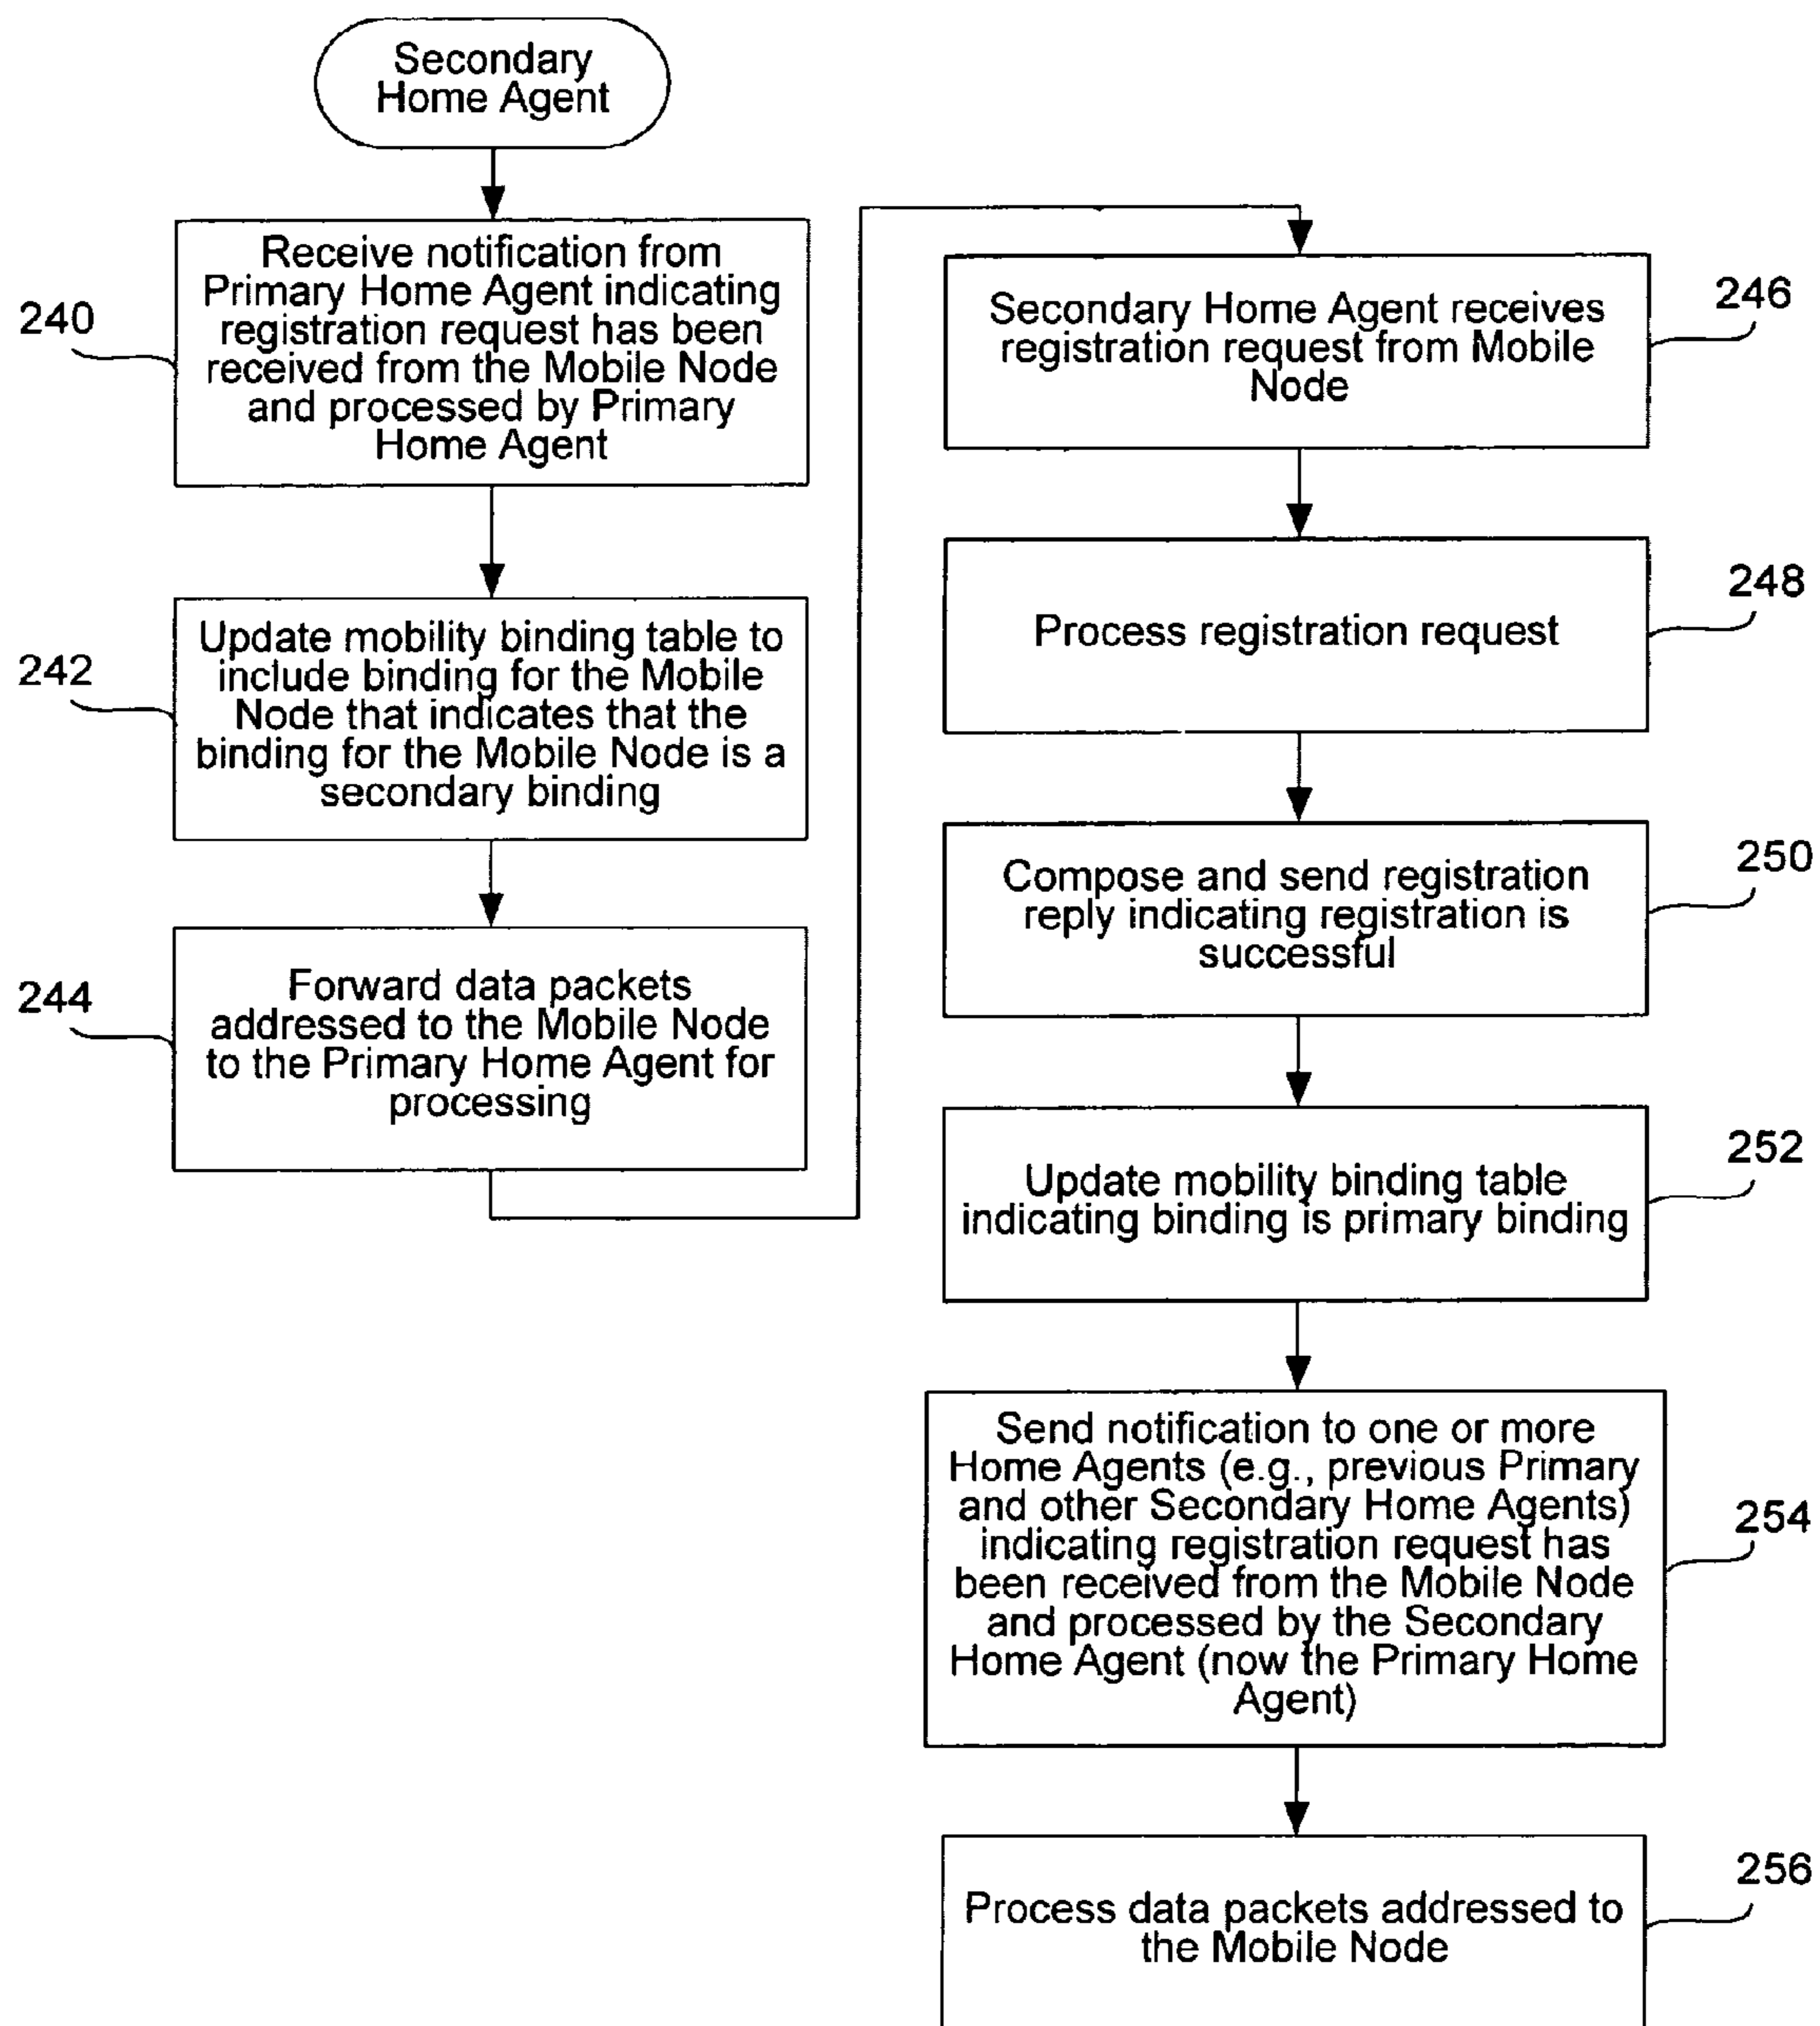 Secondary
Home Agent
240
Receive notification from
Primary Home Agent indicating
registration request has been
received from the Mobile Node
and processed by Primary
Home Agent
242
Update mobility binding table to
include binding for the Mobile
Node that indicates that the
binding for the Mobile Node is a
secondary binding
244
Forward data packets
addressed to the Mobile Node
to the Primary Home Agent for
processing
246
Secondary Home Agent receives
registration request from Mobile
Node
248
Process registration request
250
Compose and send registration
reply indicating registration is
successful
252
Update mobility binding table
indicating binding is primary binding
254
Send notification to one or more
Home Agents (e.g., previous Primary
and other Secondary Home Agents)
indicating registration request has
been received from the Mobile Node
and processed by the Secondary
Home Agent (now the Primary Home
Agent)
256
Process data packets addressed to
the Mobile Node